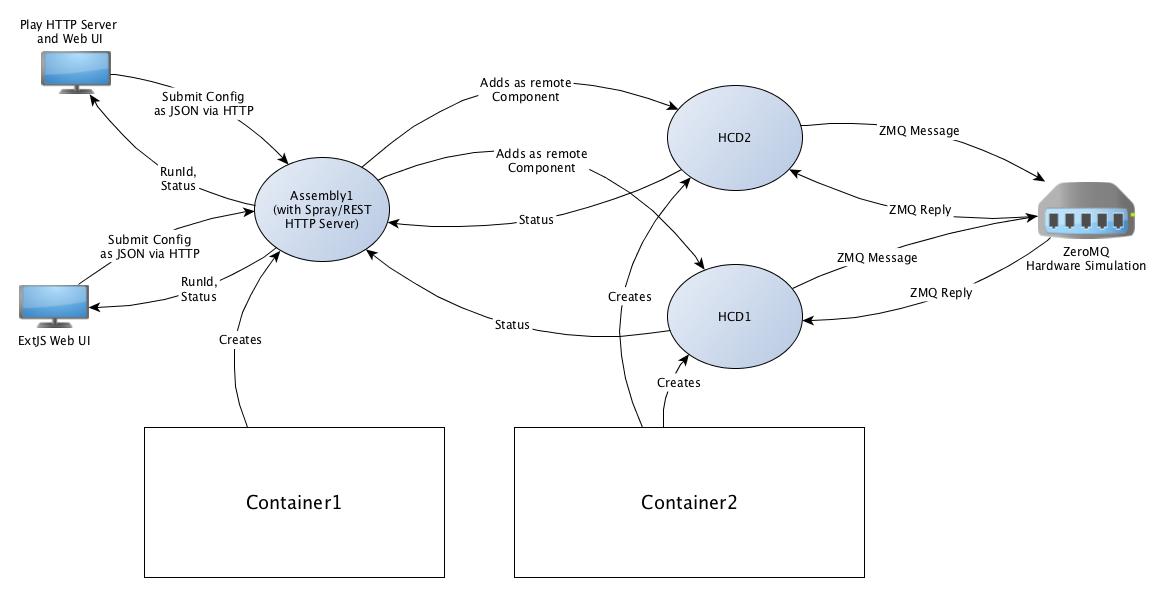 Play HTTP Server
and Web UI
Submit Config
as JSON via HTTP
RunId,
Status
Adds as remote
Component
Adds as remote
Component
HCD2
ZMQ Message
Assembly1
(with Spray/REST
HTTP Server)
Status
ZMQ Reply
Submit Config
as JSON via HTTP
ZMQ Message
ZeroMQ
Hardware Simulation
RunId,
Status
Creates
ZMQ Reply
HCD1
Status
ExtJS Web UI
Creates
Creates
Container1
Container2